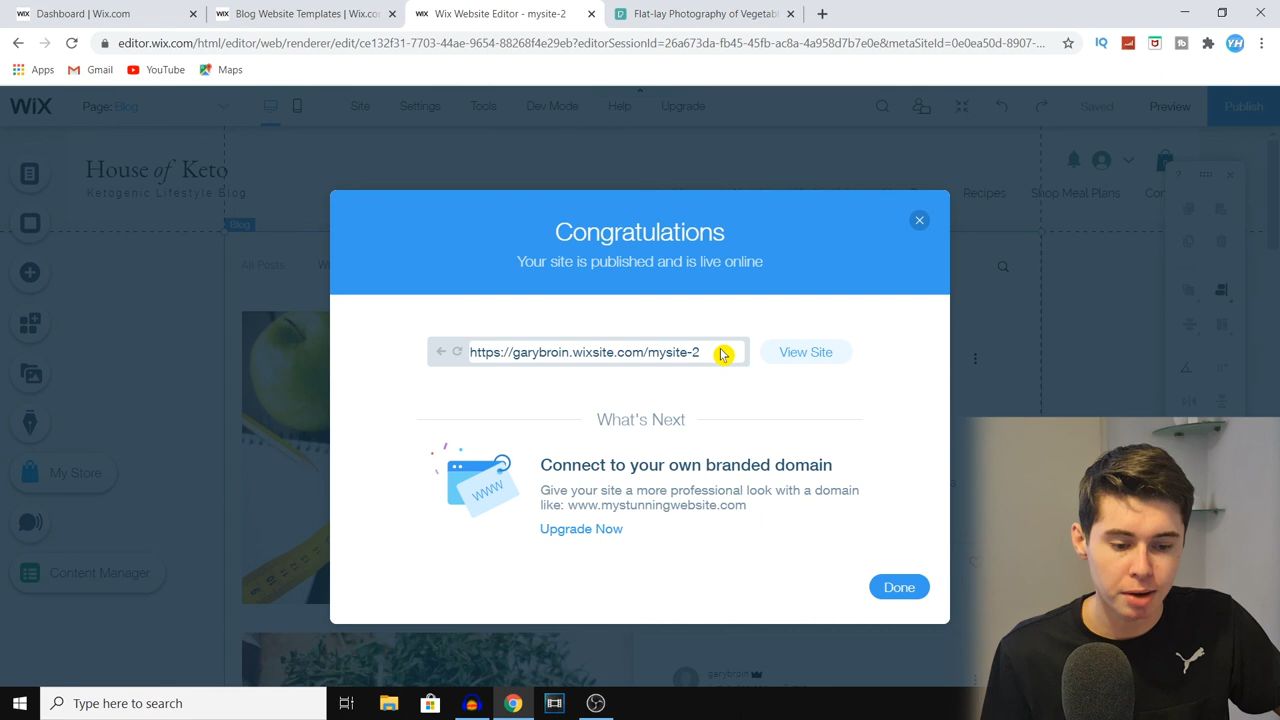 Dashboard | Wix.com
Blog Website Templates | Wix.co
Wix Website Editor - mysite-2
Flat-lay Photography of Vegetabl
editor.wix.com/html/editor/web/renderer/edit/ce132f31-77d3-44ae-9654-88268f4e29eb?editorSessionId=26a673da-fb45-45fb-ac8a-4a958d7b7e0e&metaSiteId=0e0ea50d-8907-...
Apps
Gmail
YouTube
Maps
WiX
Page: Blog
Site
Settings
Tools
Dev Mode
Help
Upgrade
Saved
Preview
Publish
House of Keto
Ketogenic Lifestyle Blog
Recipes
Shop Meal Plans
Blog
All Posts
Congratulations
Your site is published and is live online
https://garybroin.wixsite.com/mysite-2
View Site
What's Next
WWW
Connect to your own branded domain
Give your site a more professional look with a domain
like: www.mystunningwebsite.com
Upgrade Now
Done
My Store
Content Manager
garybroin
Type here to search